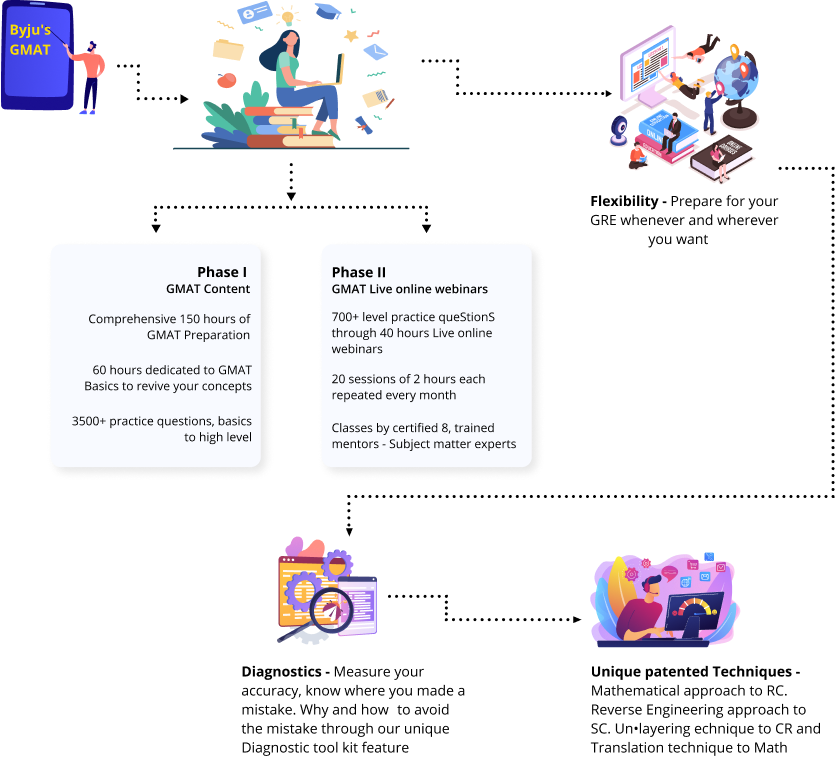 Byju's
GMAT
ONLINE
EDUCATION
ONLINE
EDUCATION
ONLINE
COURSES
Flexibility - Prepare for your
GRE whenever and wherever
you want
Phase I
GMAT Content
Comprehensive 150 hours of
GMAT Preparation
60 hours dedicated to GMAT
Basics to revive your concepts
3500+ practice questions, basics
to high level
Phase II
GMAT Live online webinars
700+ level practice queStionS
through 40 hours Live online
webinars
20 sessions of 2 hours each
repeated every month
Classes by certified 8, trained
mentors - Subject matter experts
Diagnostics - Measure your
accuracy, know where you made a
mistake. Why and how to avoid
the mistake through our unique
Diagnostic tool kit feature
Unique patented Techniques -
Mathematical approach to RC.
Reverse Engineering approach to
SC. Un•layering echnique to CR and
Translation technique to Math